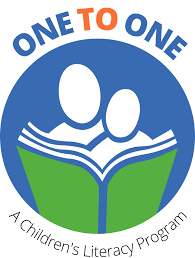 ONE TO ONE
A Children's Literacy Program